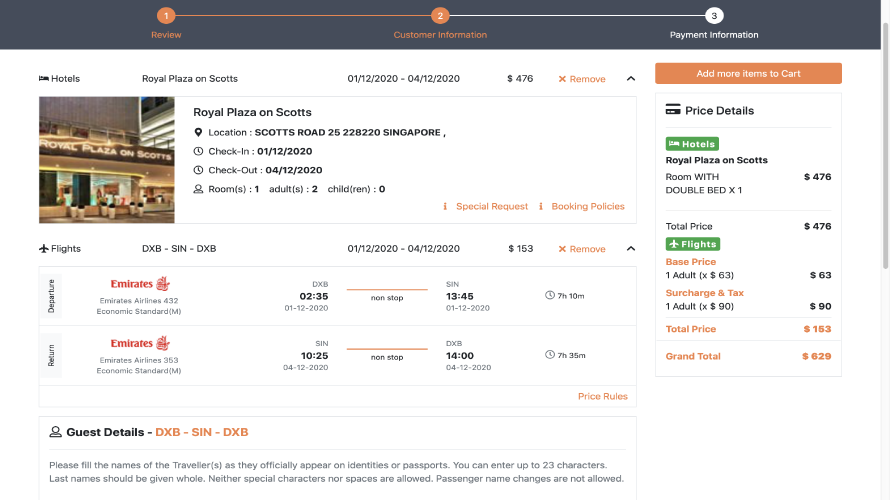 1
Review
2
Customer Information
3
Payment Information
Hotels Royal Plaza on Scotts 01/12/2020 - 04/12/2020 $ 476 Remove
ROYAL PLAZA ON SCOTTS
Royal Plaza on Scotts
Location : SCOTTS ROAD 25 228220 SINGAPORE ,
Check-In : 01/12/2020
Check-Out : 04/12/2020
Room(s) : 1 adult(s) : 2 child(ren) : 0
Special Request Booking Policies
Flights DXB - SIN - DXB 01/12/2020 - 04/12/2020 $ 153 Remove
Departure
Emirates
Emirates Airlines 432
Economic Standard(M)
DXB
02:35
01-12-2020
non stop
SIN
13:45
01-12-2020
7h 10m
Return
Emirates
Emirates Airlines 353
Economic Standard(M)
SIN
10:25
04-12-2020
non stop
DXB
14:00
04-12-2020
7h 35m
Price Rules
Guest Details - DXB - SIN - DXB
Please fill the names of the Traveller(s) as they officially appear on identities or passports. You can enter up to 23 characters.
Last names should be given whole. Neither special characters nor spaces are allowed. Passenger name changes are not allowed.
Add more items to Cart
Price Details
Hotels
Royal Plaza on Scotts
Room WITH $ 476
DOUBLE BED X 1
Total Price $ 476
Flights
Base Price
1 Adult (x $ 63) $ 63
Surcharge & Tax
1 Adult (x $ 90) $ 90
Total Price $ 153
Grand Total $ 629